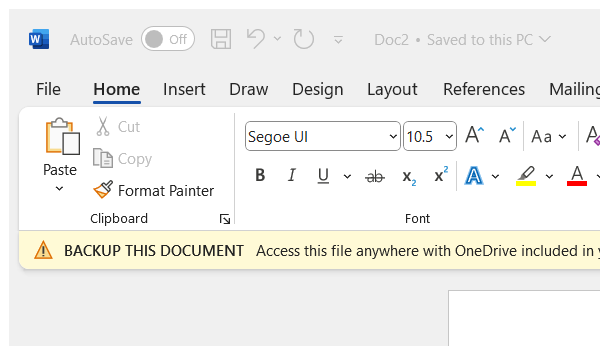 W AutoSave Off Doc2 • Saved to this PC
File Home Insert Draw Design Layout References Mailing
Paste
Cut
Copy
Format Painter
Clipboard
Segoe UI 10.5 A A Aa A
B I U ab x₂ x² A A
Font
BACKUP THIS DOCUMENT Access this file anywhere with OneDrive included in